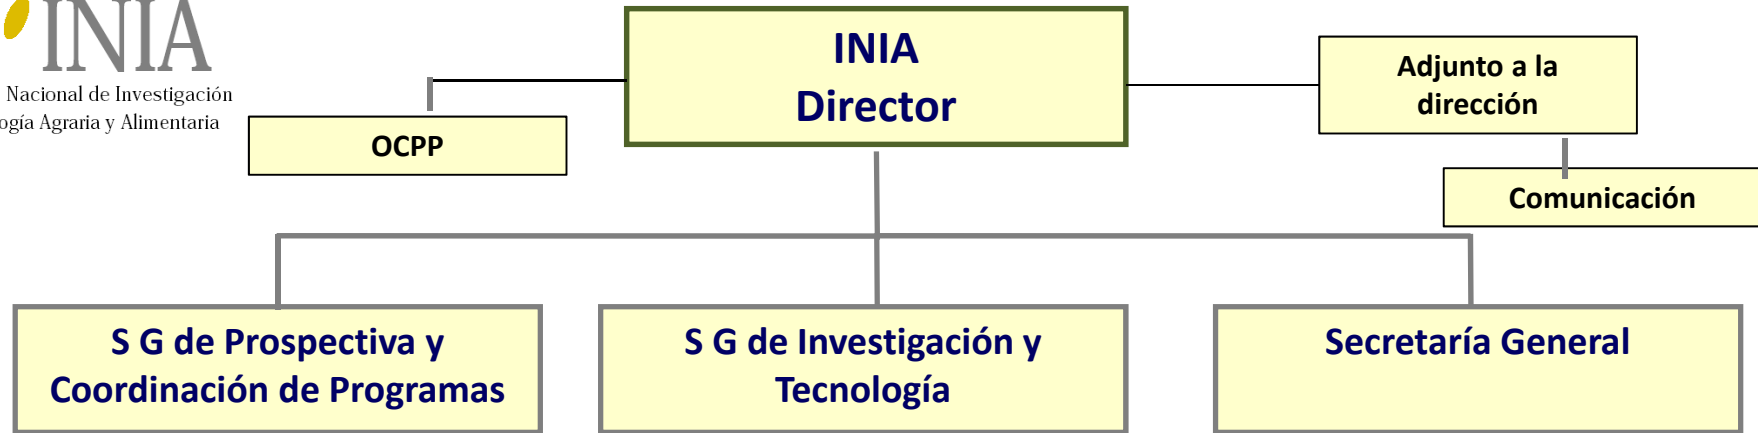 INIA
Nacional de Investigación
ogía Agraria y Alimentaria
INIA
Director
Adjunto a la
dirección
OCPP
Comunicación
S G de Prospectiva y
Coordinación de Programas
S G de Investigación y
Tecnología
Secretaría General